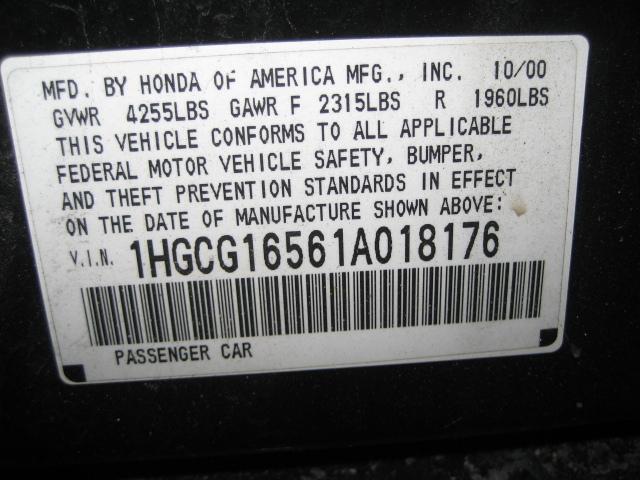 MFD. BY HONDA OF AMERICA MFG., INC. 10/00
GVWR 4255LBS GAWR F 2315LBS R 1960LBS
THIS VEHICLE CONFORMS TO ALL APPLICABLE
FEDERAL MOTOR VEHICLE SAFETY, BUMPER,
AND THEFT PREVENTION STANDARDS IN EFFECT
ON THE DATE OF MANUFACTURE SHOWN ABOVE:
V.I.N. 1HGCG16561A018176
PASSENGER CAR